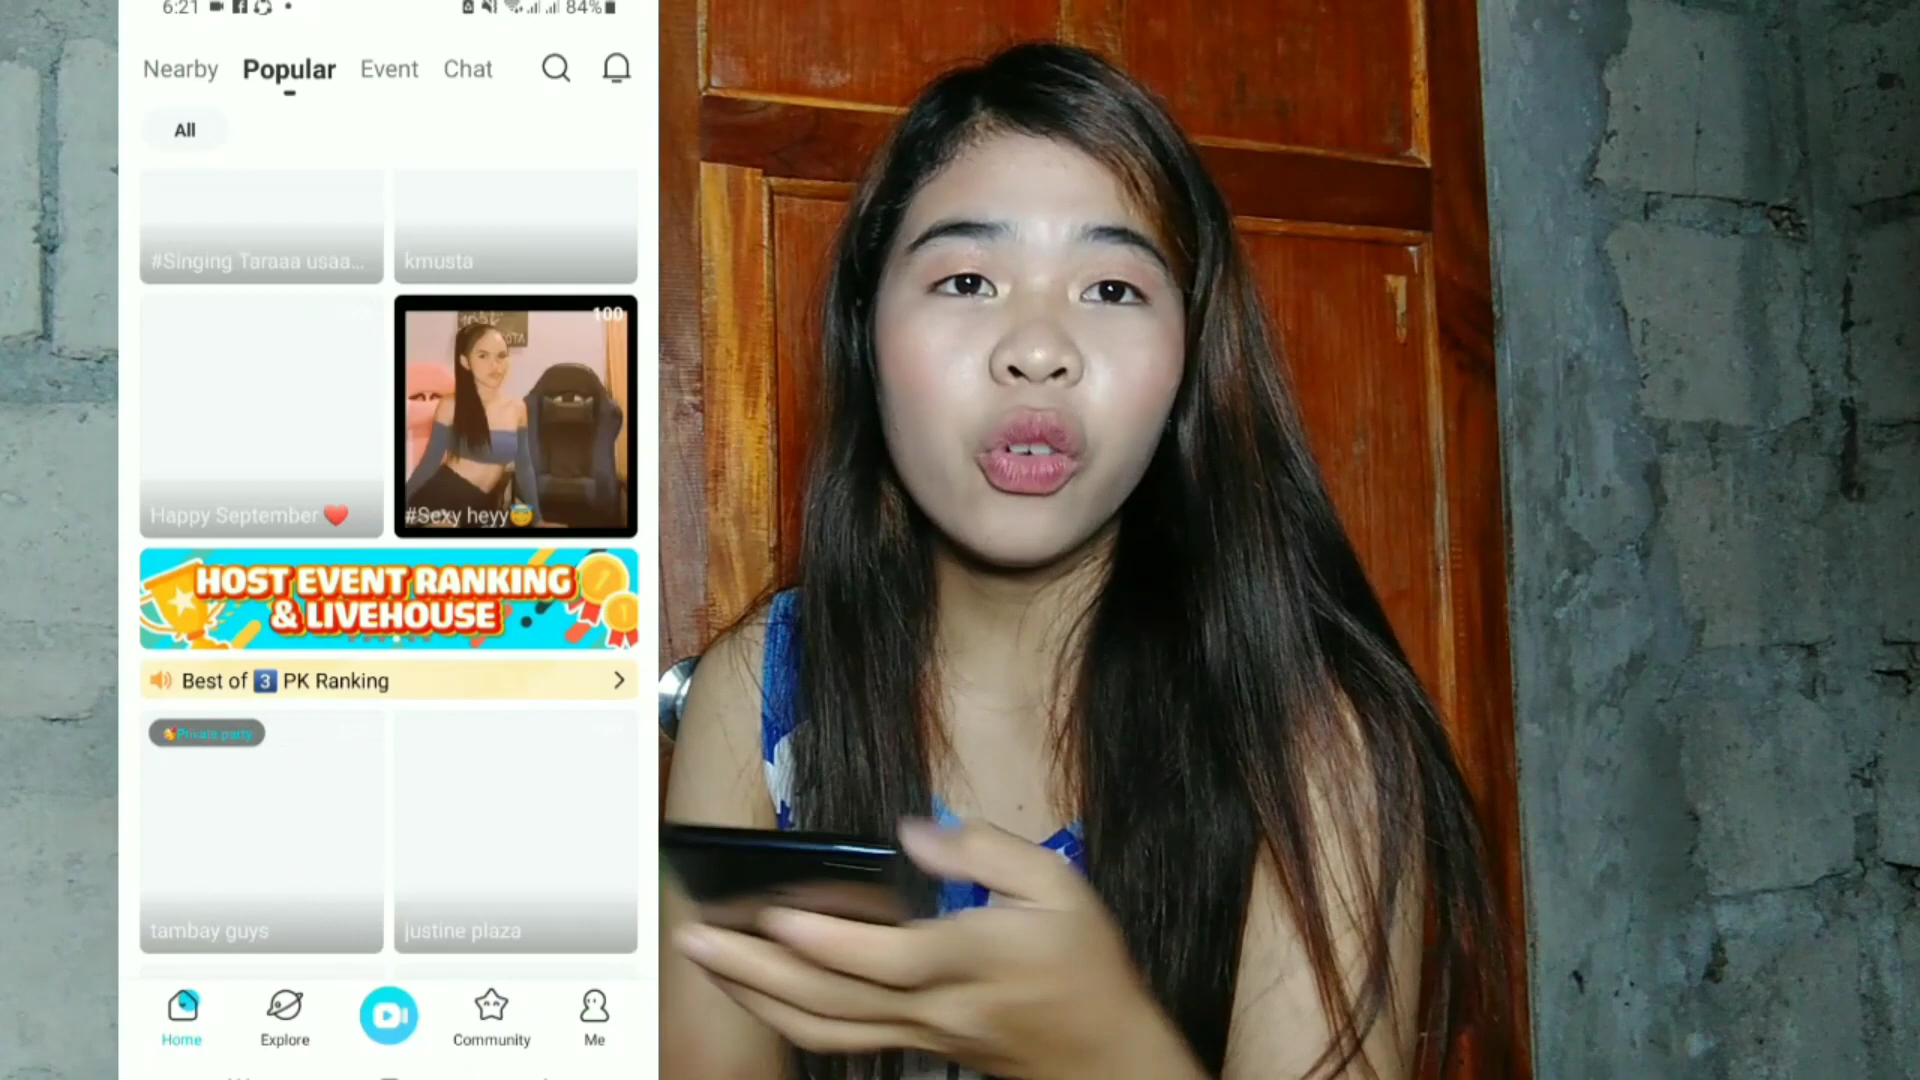 6:21
84%
Nearby Popular Event Chat
All
#Singing Taraaa usaa...
kmusta
100
Happy September
#Sexy heyy
HOST EVENT RANKING
& LIVEHOUSE
Best of 3 PK Ranking
Private party
tambay guys
justine plaza
Home Explore Community Me